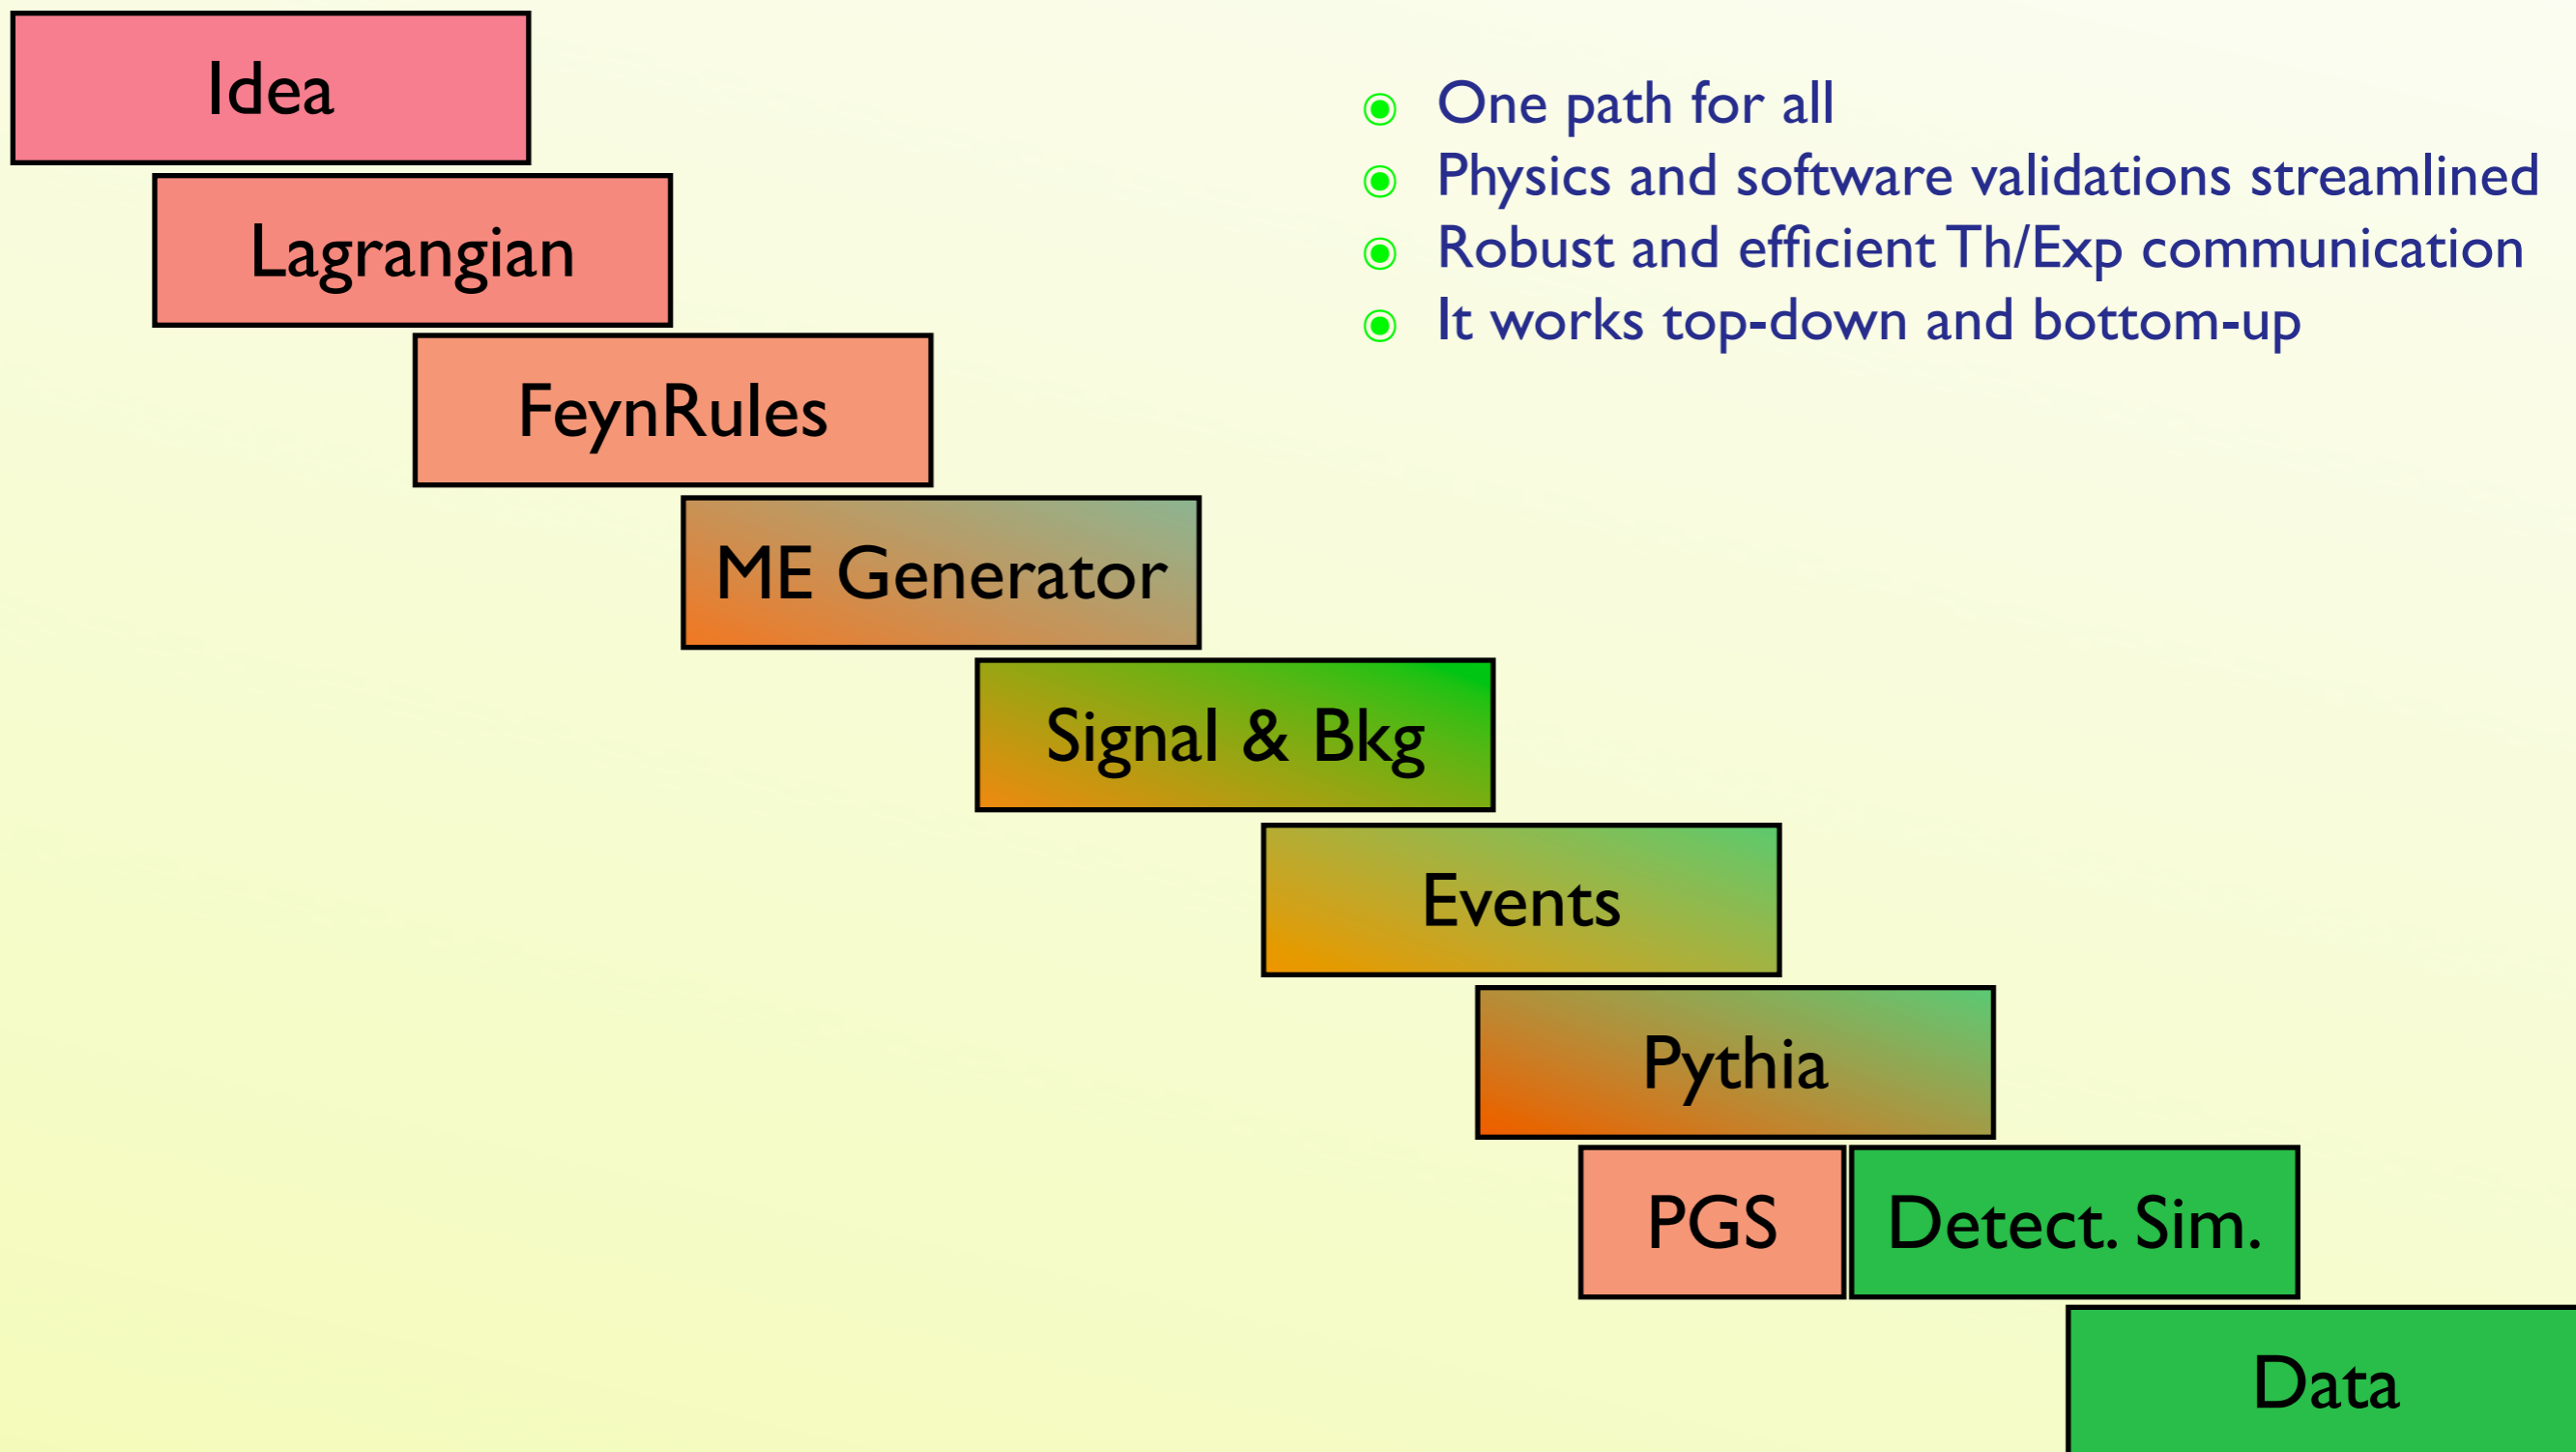 Idea
One path for all
Physics and software validations streamlined
Robust and efficient Th/Exp communication
It works top-down and bottom-up
Lagrangian
FeynRules
ME Generator
Signal & Bkg
Events
Pythia
PGS
Detect. Sim.
Data